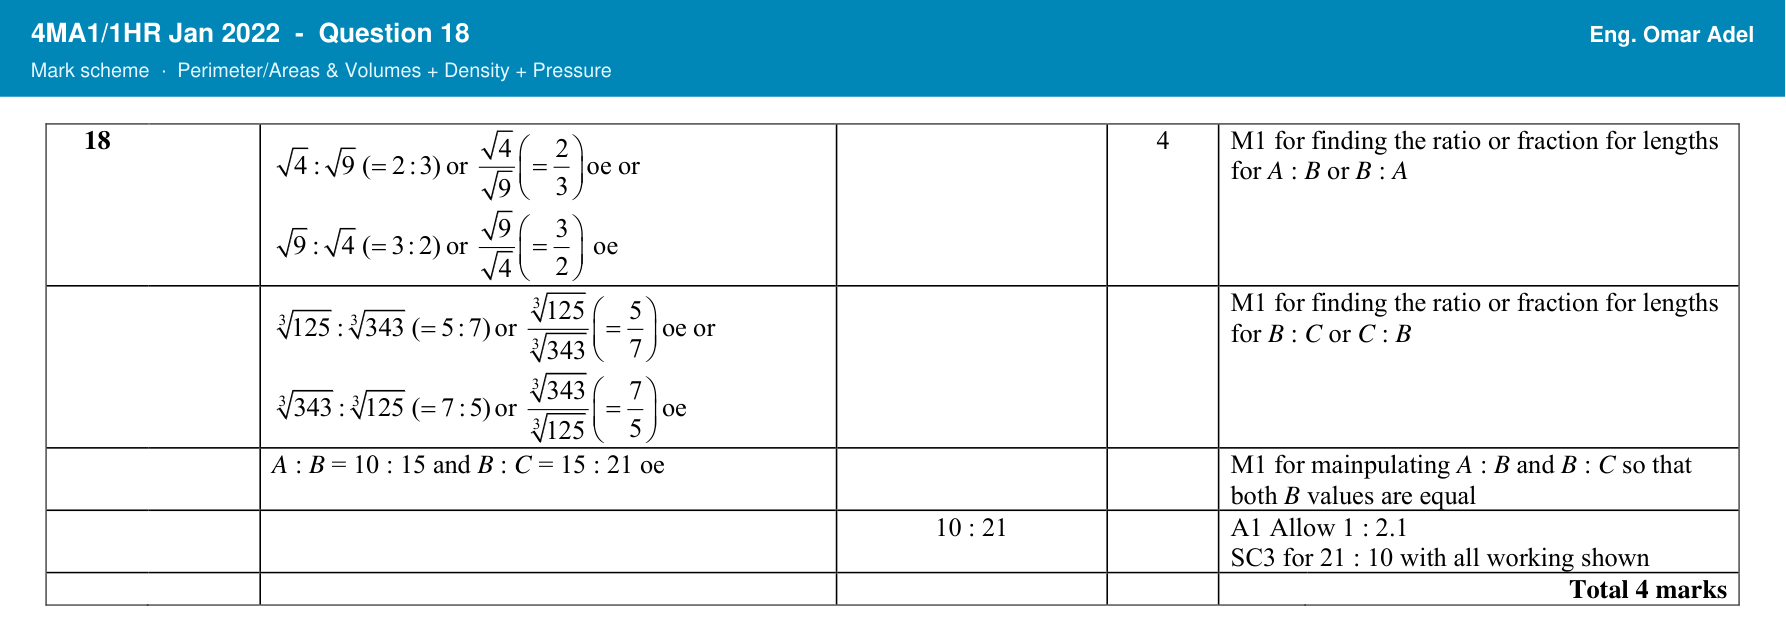 4MA1/1HR Jan 2022 - Question 18
Eng. Omar Adel
Mark scheme · Perimeter/Areas & Volumes + Density + Pressure
18
√4 : √9 (= 2 : 3) or √4/√9 (= 2/3) oe or
√9 : √4 (= 3 : 2) or √9/√4 (= 3/2) oe
4
M1 for finding the ratio or fraction for lengths
for A : B or B : A
∛125 : ∛343 (= 5 : 7) or ∛125/∛343 (= 5/7) oe or
∛343 : ∛125 (= 7 : 5) or ∛343/∛125 (= 7/5) oe
M1 for finding the ratio or fraction for lengths
for B : C or C : B
A : B = 10 : 15 and B : C = 15 : 21 oe
M1 for mainpulating A : B and B : C so that
both B values are equal
10 : 21
A1 Allow 1 : 2.1
SC3 for 21 : 10 with all working shown
Total 4 marks